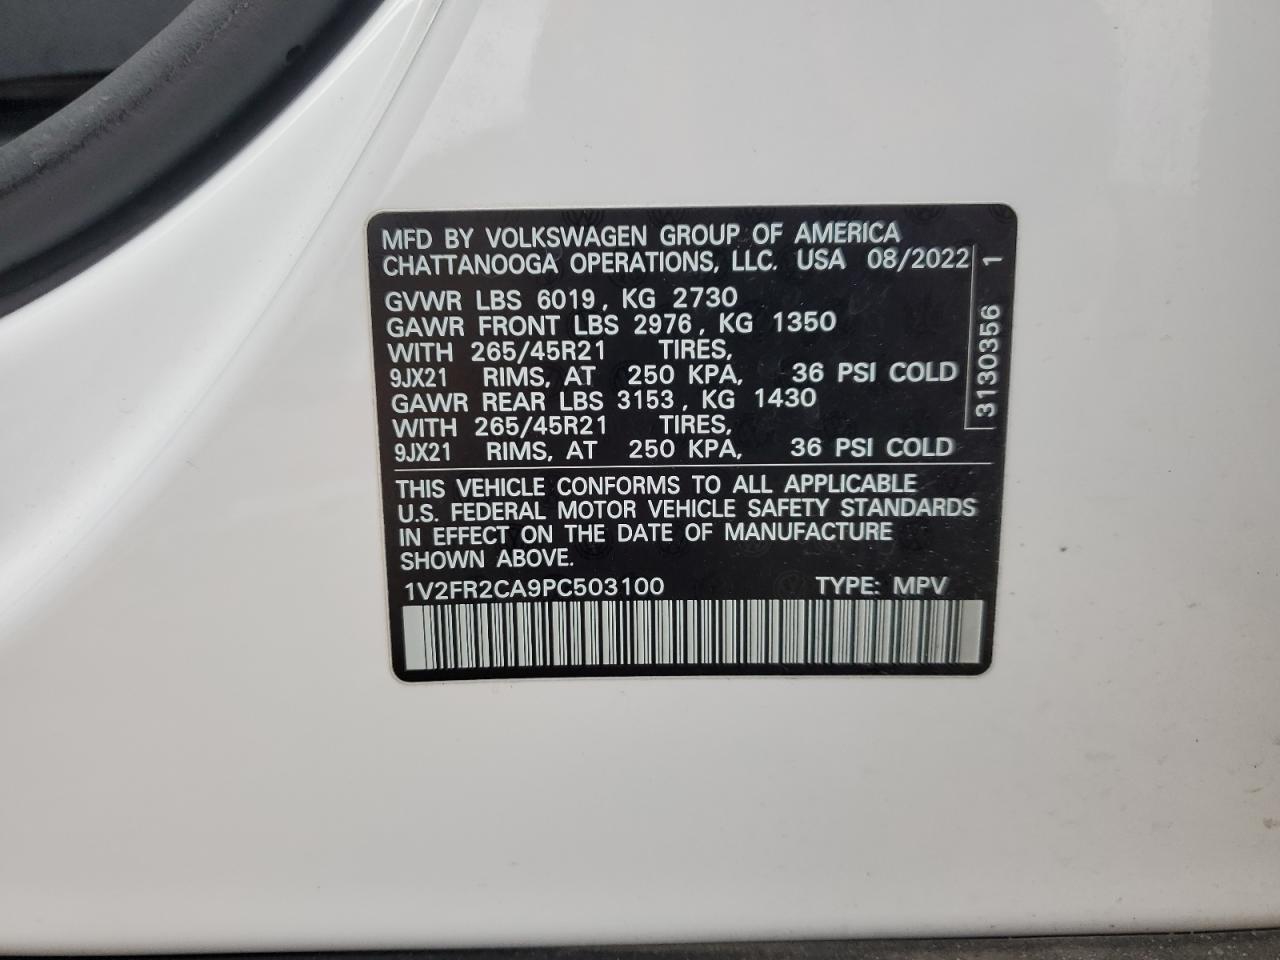 MFD BY VOLKSWAGEN GROUP OF AMERICA
CHATTANOOGA OPERATIONS, LLC. USA 08/2022
GVWR LBS 6019, KG 2730
GAWR FRONT LBS 2976, KG 1350
WITH 265/45R21 TIRES,
9JX21 RIMS, AT 250 KPA, 36 PSI COLD
GAWR REAR LBS 3153, KG 1430
WITH 265/45R21 TIRES,
9JX21 RIMS, AT 250 KPA, 36 PSI COLD
3130356 1
THIS VEHICLE CONFORMS TO ALL APPLICABLE
U.S. FEDERAL MOTOR VEHICLE SAFETY STANDARDS
IN EFFECT ON THE DATE OF MANUFACTURE
SHOWN ABOVE.
1V2FR2CA9PC503100 TYPE: MPV